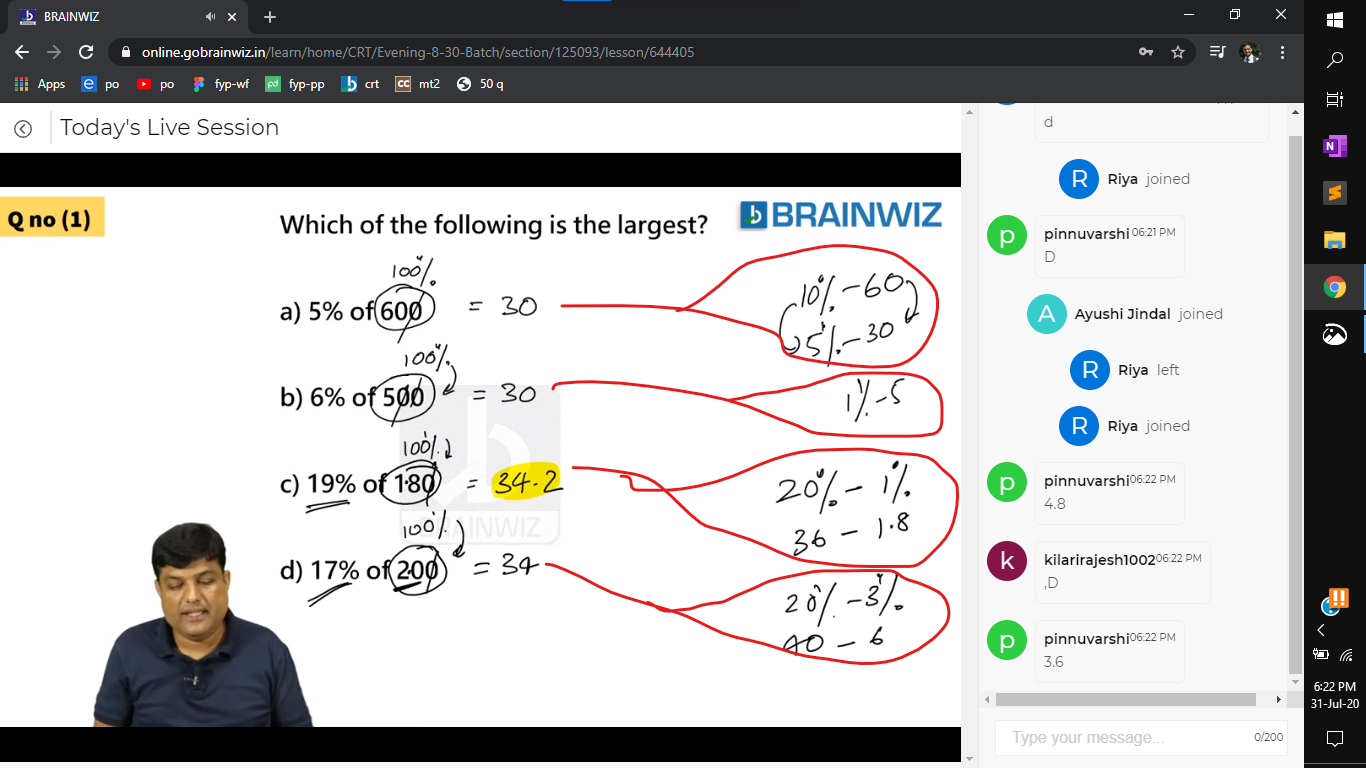 BRAINWIZ
online.gobrainwiz.in/learn/home/CRT/Evening-8-30-Batch/section/125093/lesson/644405
Apps po po fyp-wf fyp-pp crt CC mt2 50 q
Today's Live Session
Q no (1)
Which of the following is the largest?
BRAINWIZ
100%
a) 5% of 600 = 30
10% - 60
5% - 30
100%
b) 6% of 500 = 30
1% - 5
100%
c) 19% of 180 = 34.2
20% - 1%
36 - 1.8
BRAINWIZ
100%
d) 17% of 200 = 34
20% - 3%
40 - 6
d
R Riya joined
p pinnuvarshi 06:21 PM
D
A Ayushi Jindal joined
R Riya left
R Riya joined
p pinnuvarshi 06:22 PM
4.8
k kilarirajesh1002 06:22 PM
,D
p pinnuvarshi 06:22 PM
3.6
Type your message... 0/200
N
6:22 PM
31-Jul-20